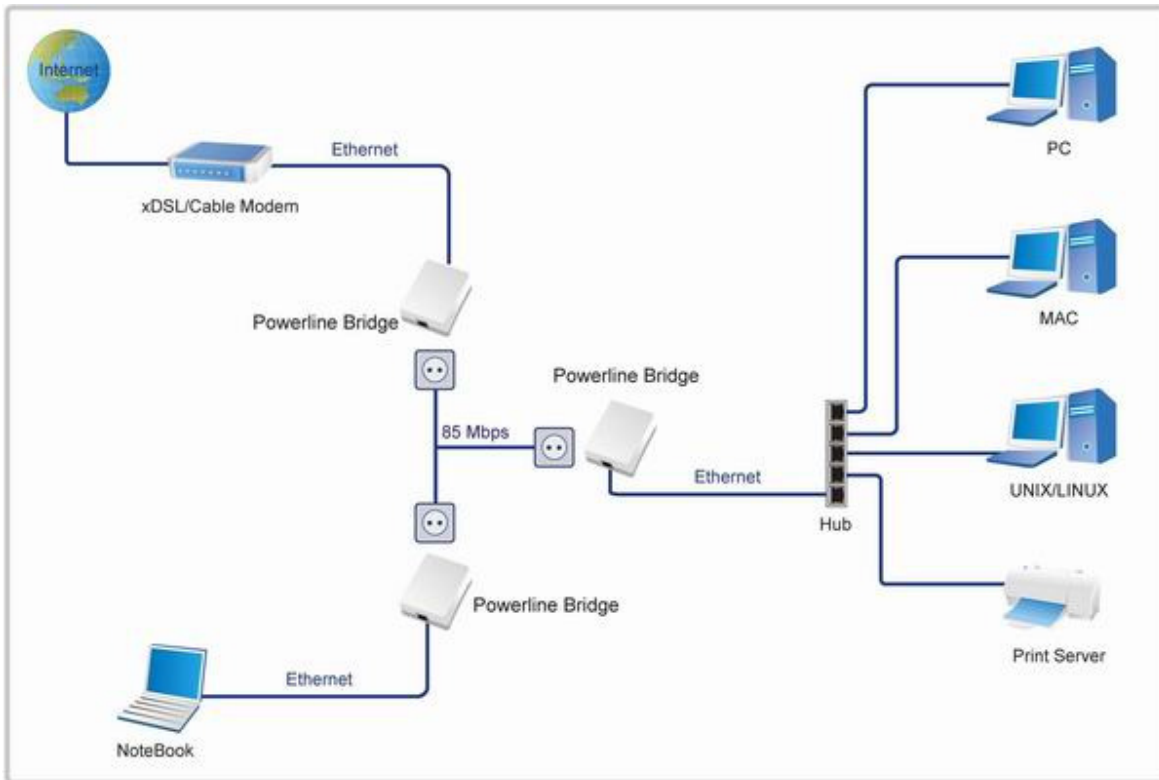 Internet
Ethernet
xDSL/Cable Modem
Powerline Bridge
85 Mbps
Powerline Bridge
Ethernet
Hub
PC
MAC
UNIX/LINUX
Print Server
Powerline Bridge
Ethernet
NoteBook